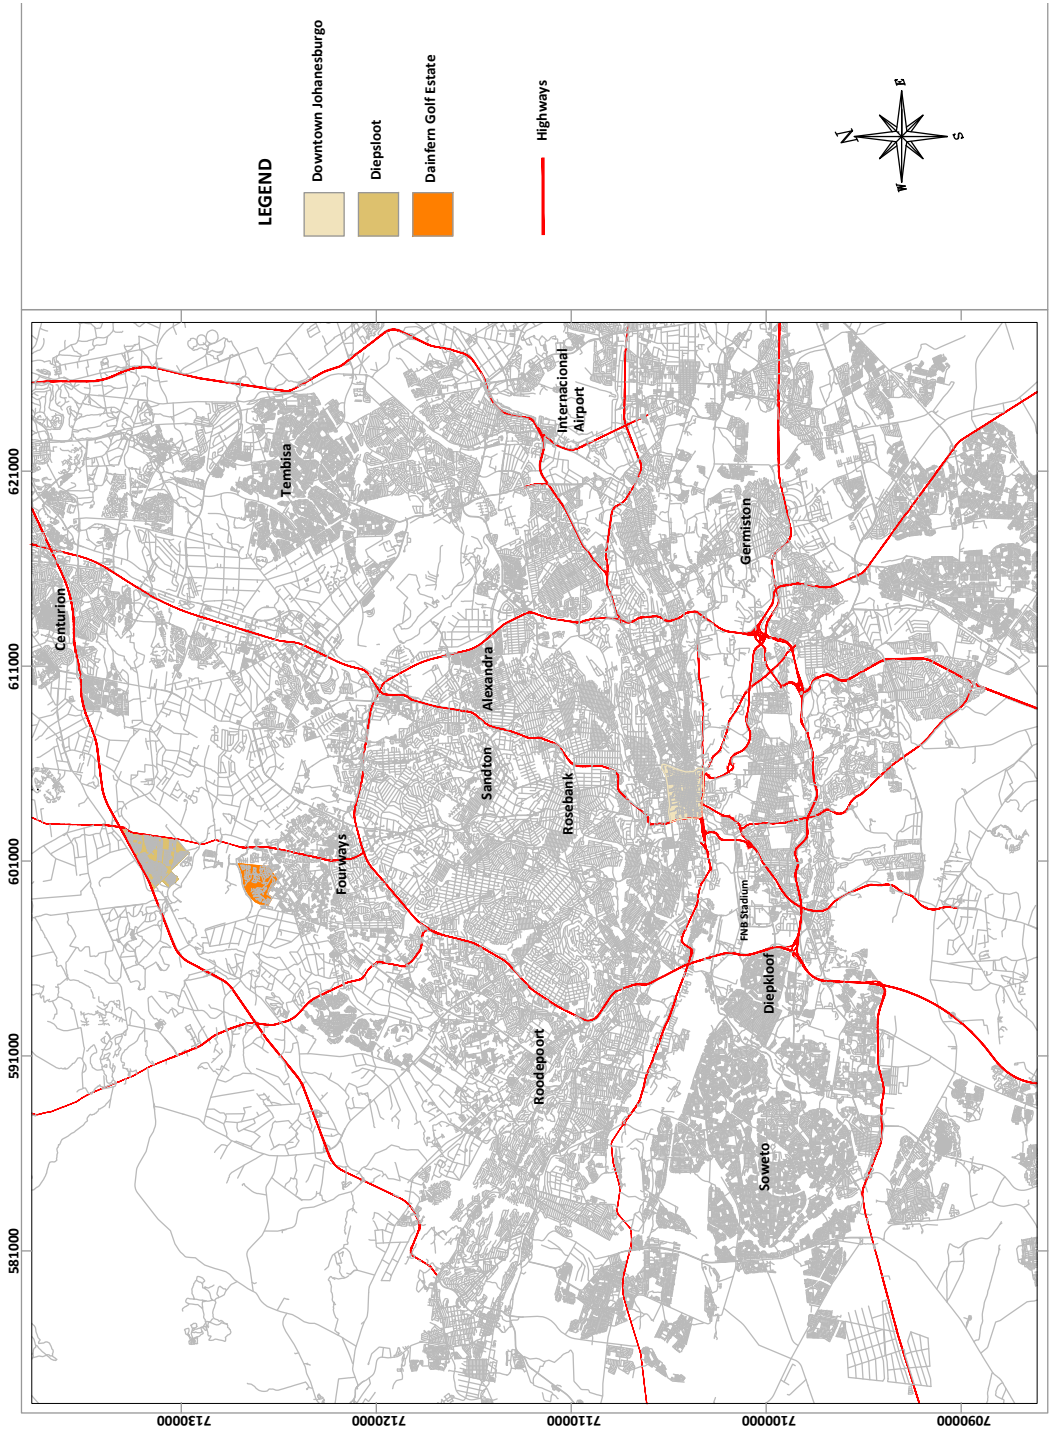 LEGEND
Downtown Johanesburgo
Diepsloot
Dainfern Golf Estate
Highways
N
E
S
W
581000
591000
601000
611000
621000
7130000
7120000
7110000
7100000
7090000
Centurion
Tembisa
Internacional
Airport
Alexandra
Sandton
Rosebank
Fourways
Germiston
FNB Stadium
Diepkloof
Roodepoort
Soweto